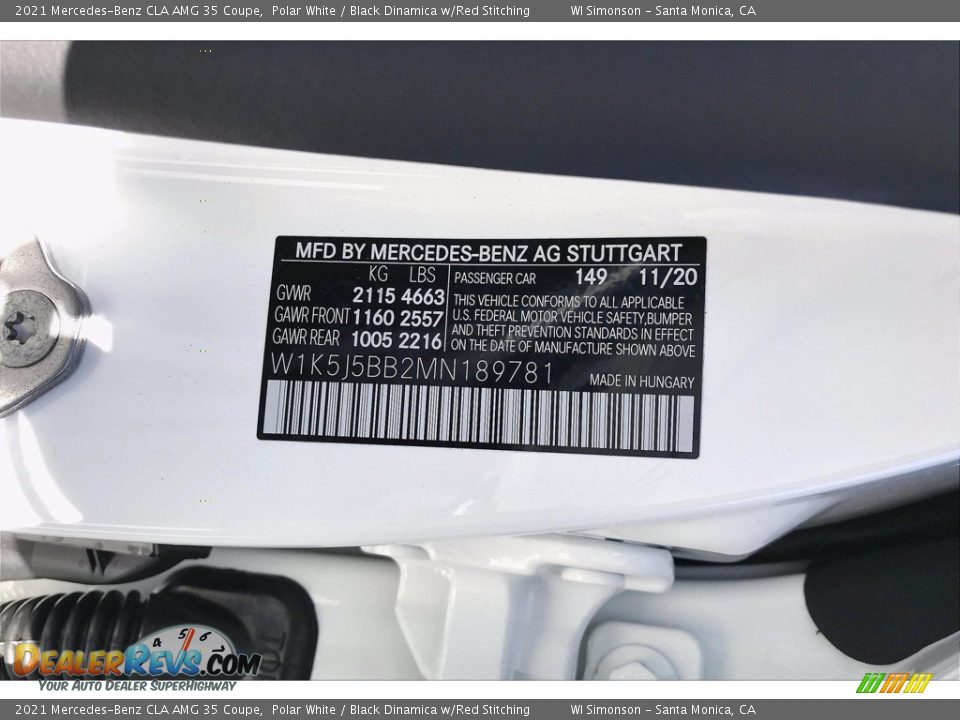 2021 Mercedes-Benz CLA AMG 35 Coupe, Polar White / Black Dinamica w/Red Stitching WI Simonson - Santa Monica, CA
MFD BY MERCEDES-BENZ AG STUTTGART
KG LBS
GVWR 2115 4663
GAWR FRONT 1160 2557
GAWR REAR 1005 2216
PASSENGER CAR 149 11/20
THIS VEHICLE CONFORMS TO ALL APPLICABLE
U.S. FEDERAL MOTOR VEHICLE SAFETY, BUMPER
AND THEFT PREVENTION STANDARDS IN EFFECT
ON THE DATE OF MANUFACTURE SHOWN ABOVE
W1K5J5BB2MN189781
MADE IN HUNGARY
4 5 6
DEALERREVS.COM
YOUR AUTO DEALER SUPERHIGHWAY
2021 Mercedes-Benz CLA AMG 35 Coupe, Polar White / Black Dinamica w/Red Stitching WI Simonson - Santa Monica, CA